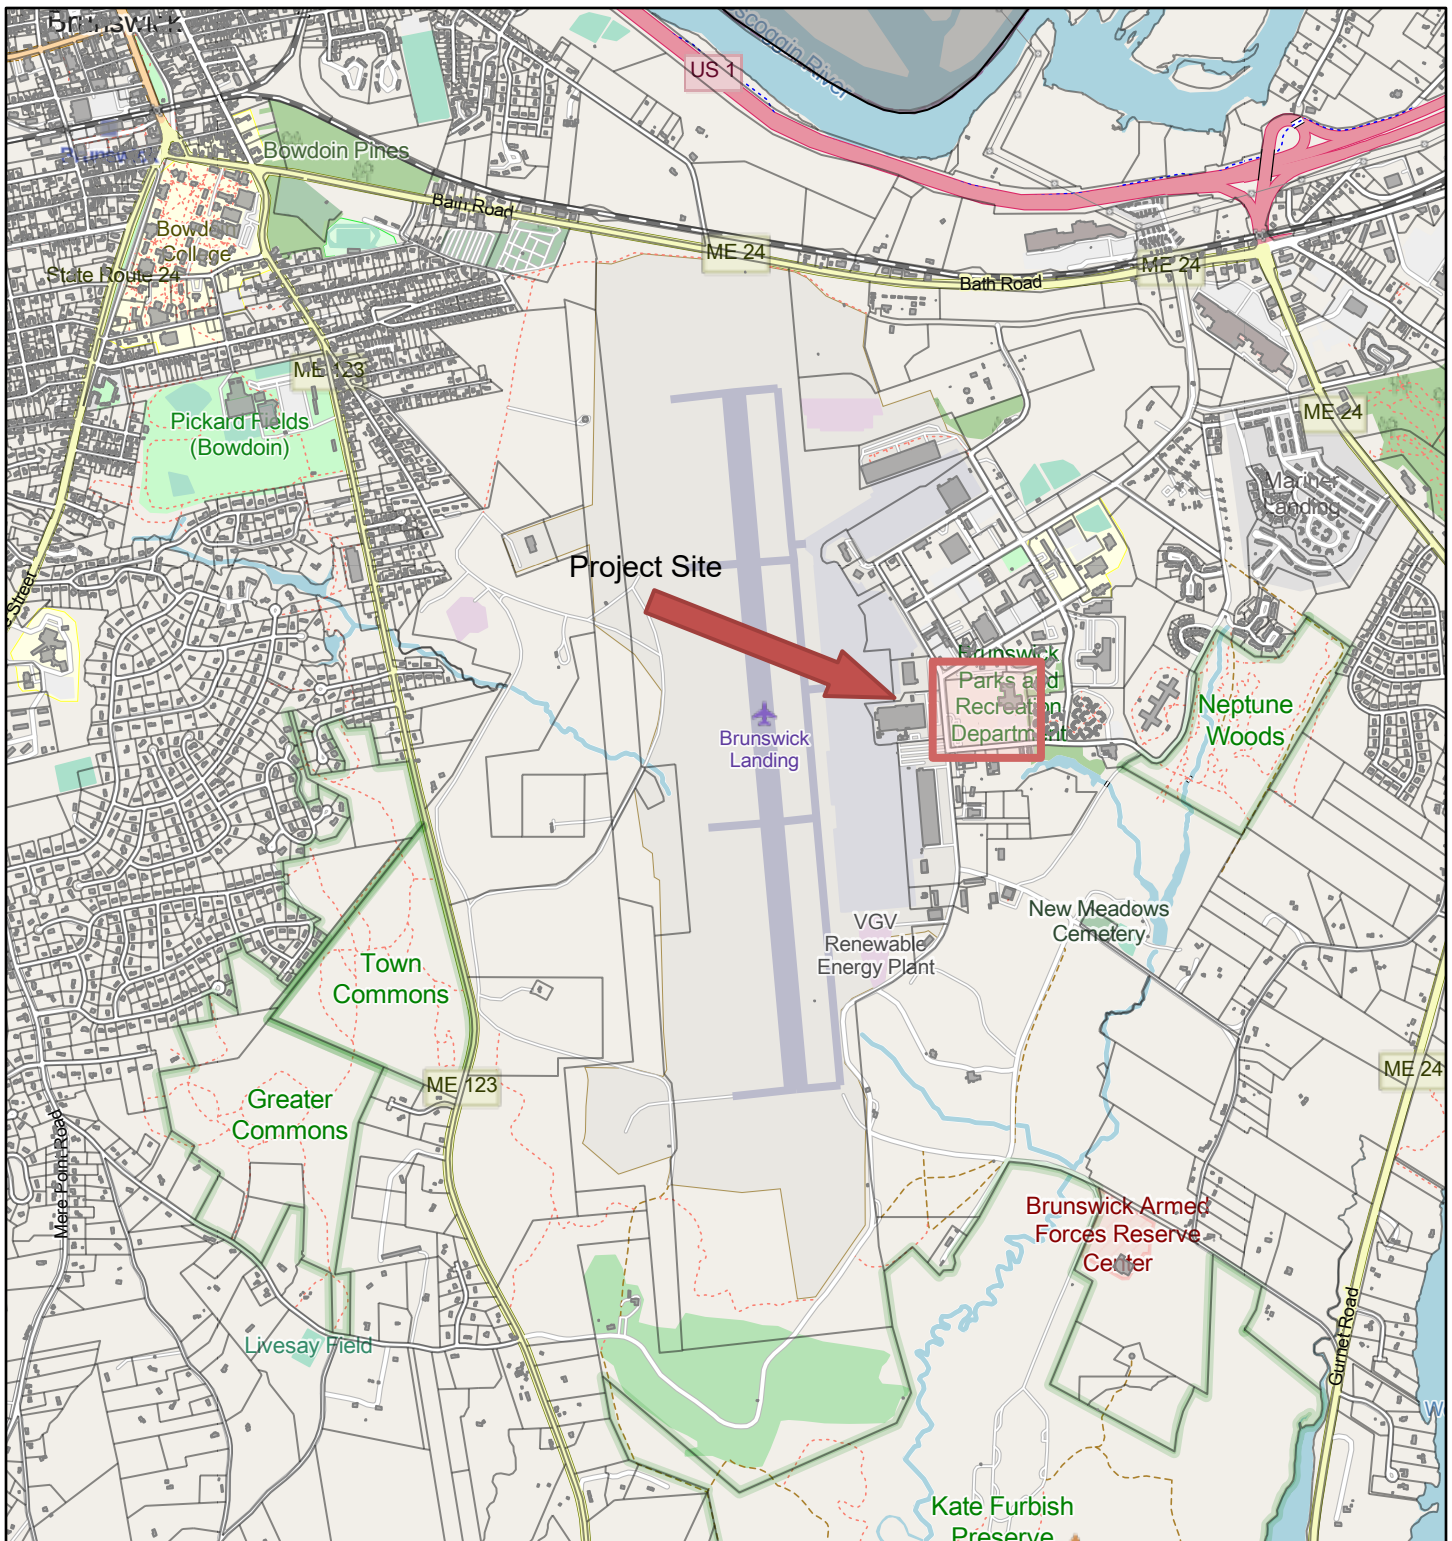 Brunswick
US 1
Bowdoin Pines
Bath Road
ME 24
Bowdoin
College
State Route 24
Bath Road
ME 24
ME 123
Pickard Fields
(Bowdoin)
ME 24
Mariner
Landing
Project Site
Street
Brunswick
Parks and
Recreation
Department
Neptune
Woods
Brunswick
Landing
New Meadows
Cemetery
VGV
Renewable
Energy Plant
Town
Commons
ME 123
ME 24
Greater
Commons
Mere Point Road
Brunswick Armed
Forces Reserve
Center
Livesay Field
Gurnet Road
W
Kate Furbish
Preserve